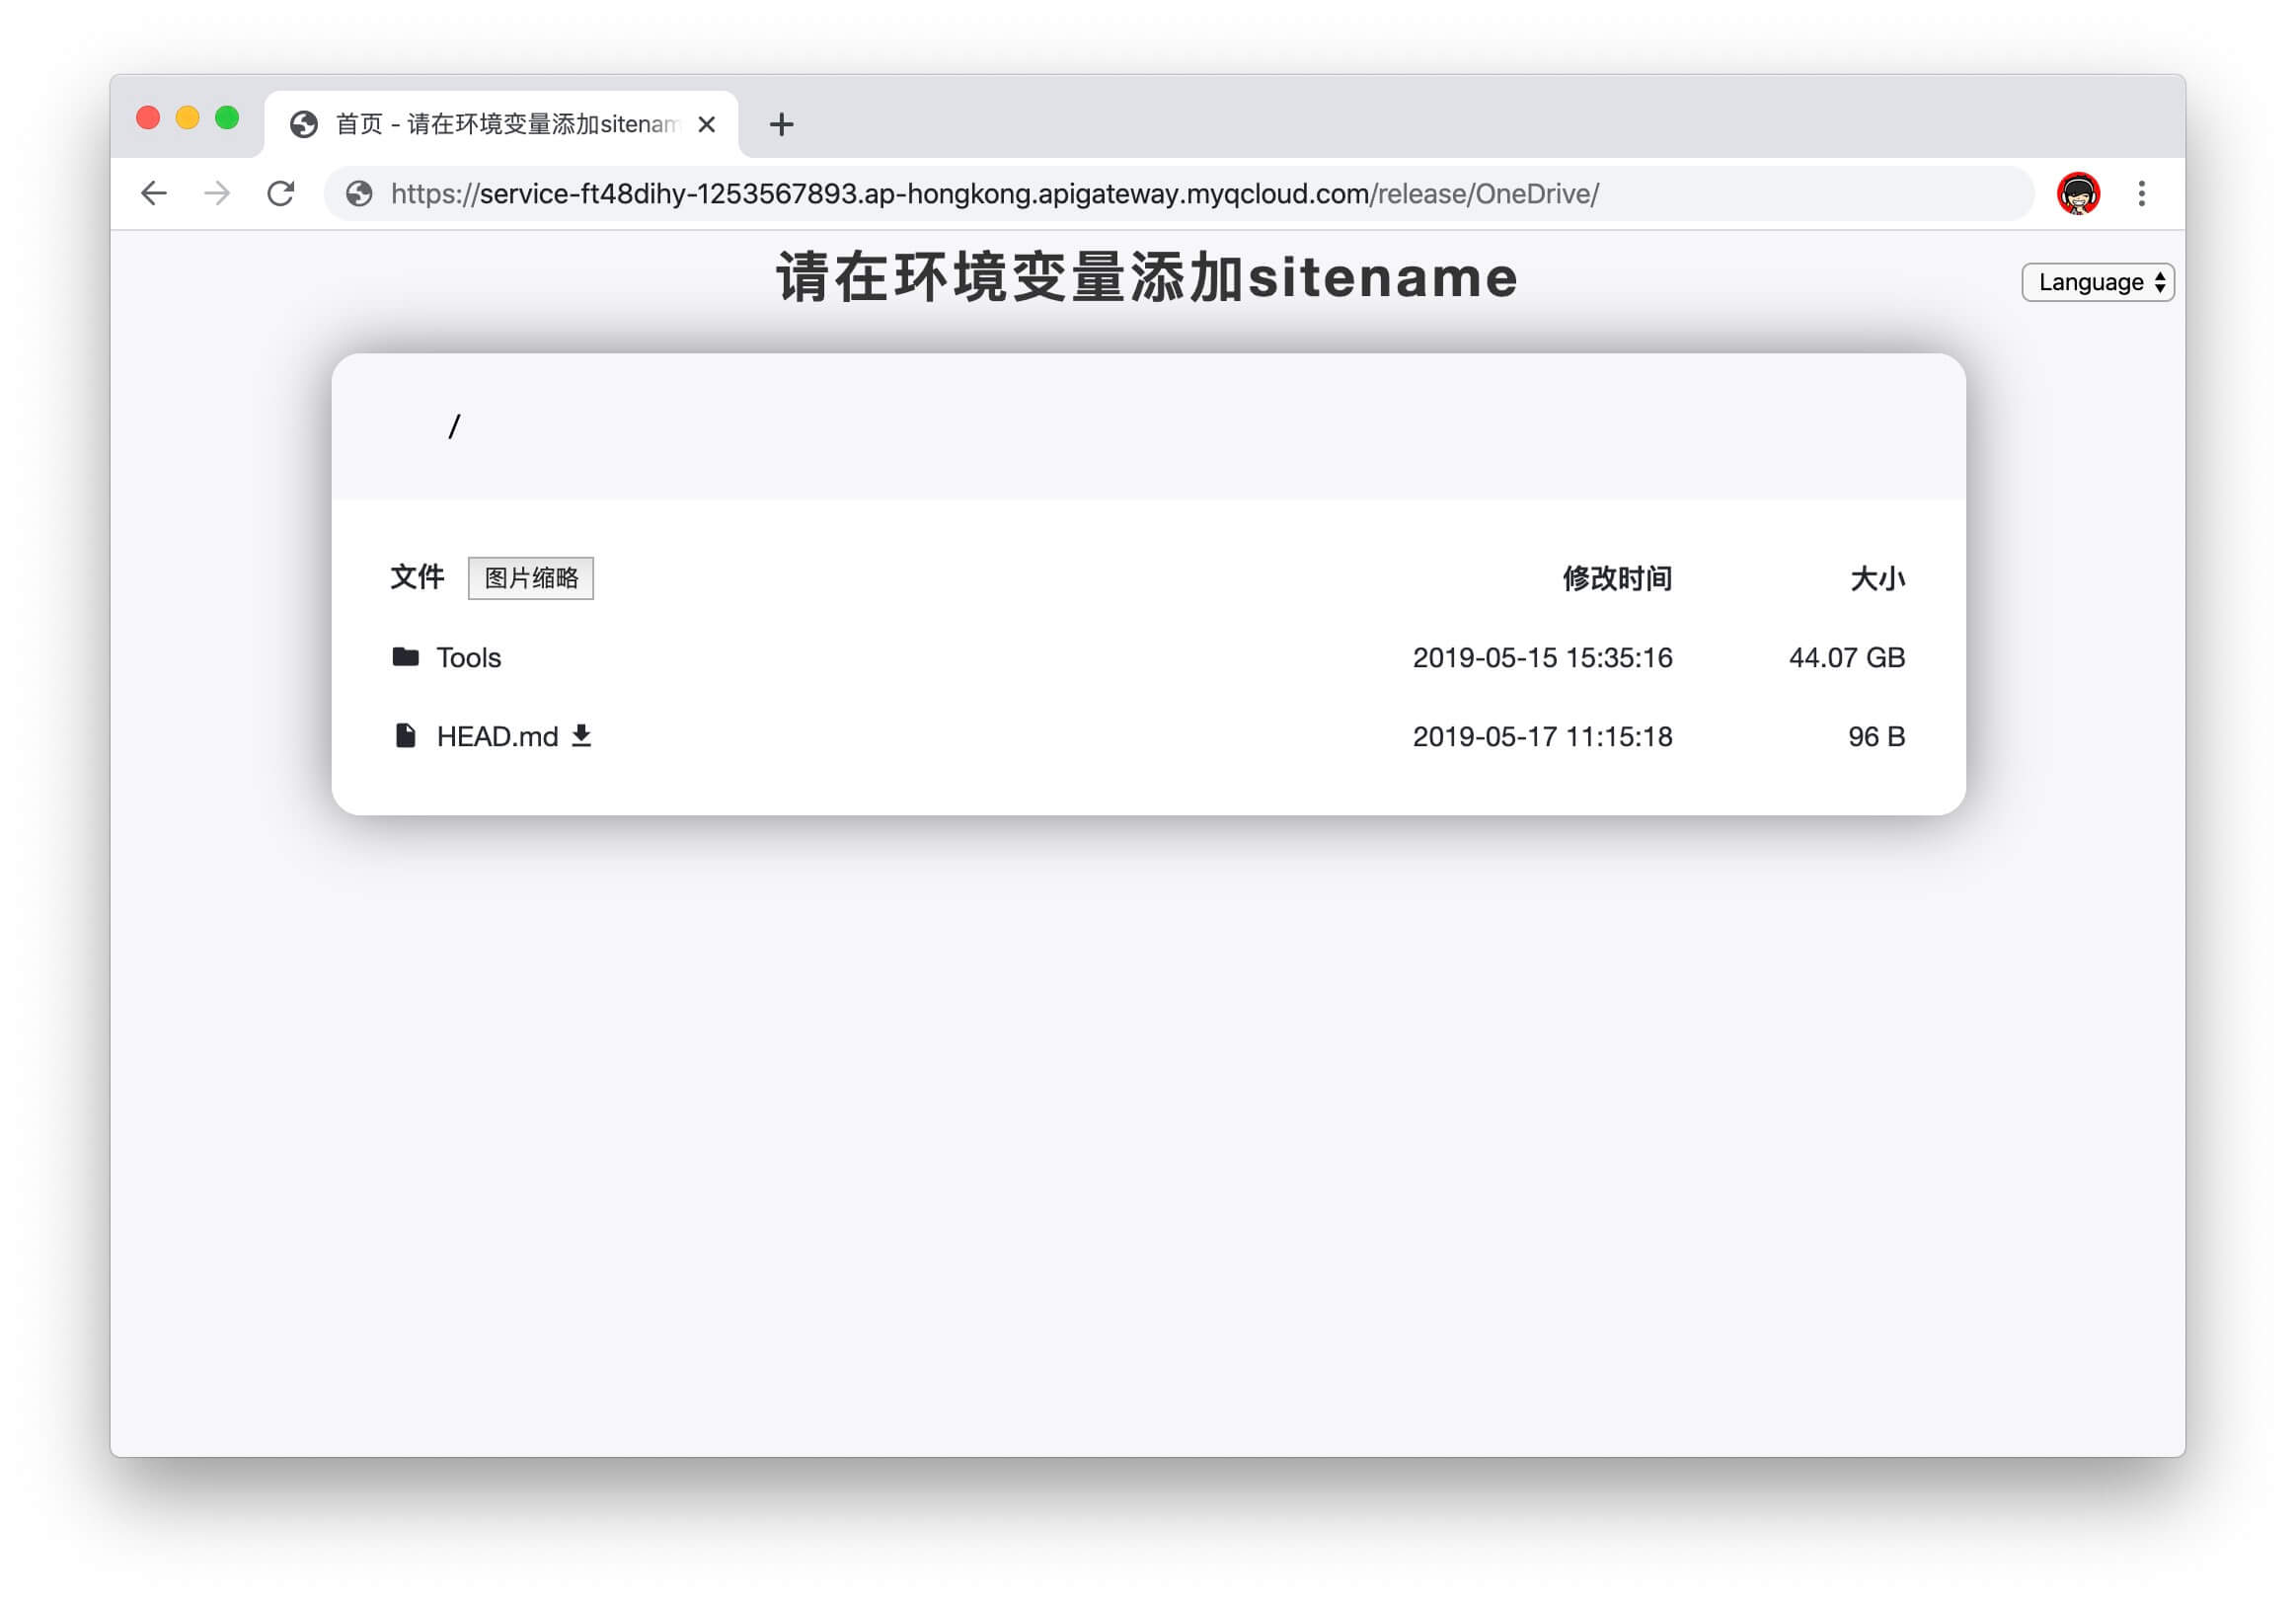 首页 - 请在环境变量添加sitenam
https://service-ft48dihy-1253567893.ap-hongkong.apigateway.myqcloud.com/release/OneDrive/
请在环境变量添加sitename
Language
/
文件 图片缩略 修改时间 大小
Tools 2019-05-15 15:35:16 44.07 GB
HEAD.md 2019-05-17 11:15:18 96 B